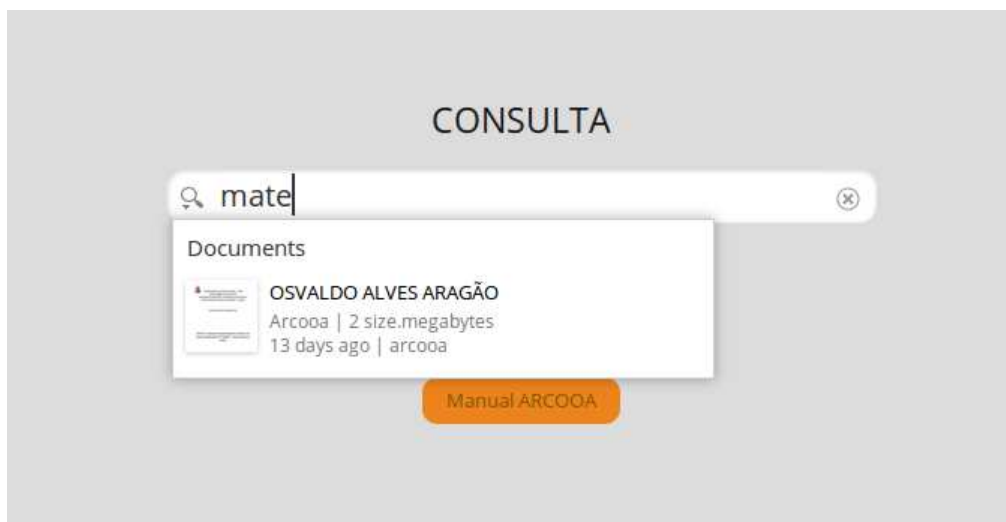 CONSULTA
mate
Documents
OSVALDO ALVES ARAGÃO
Arcooa | 2 size.megabytes
13 days ago | arcooa
Manual ARCOOA